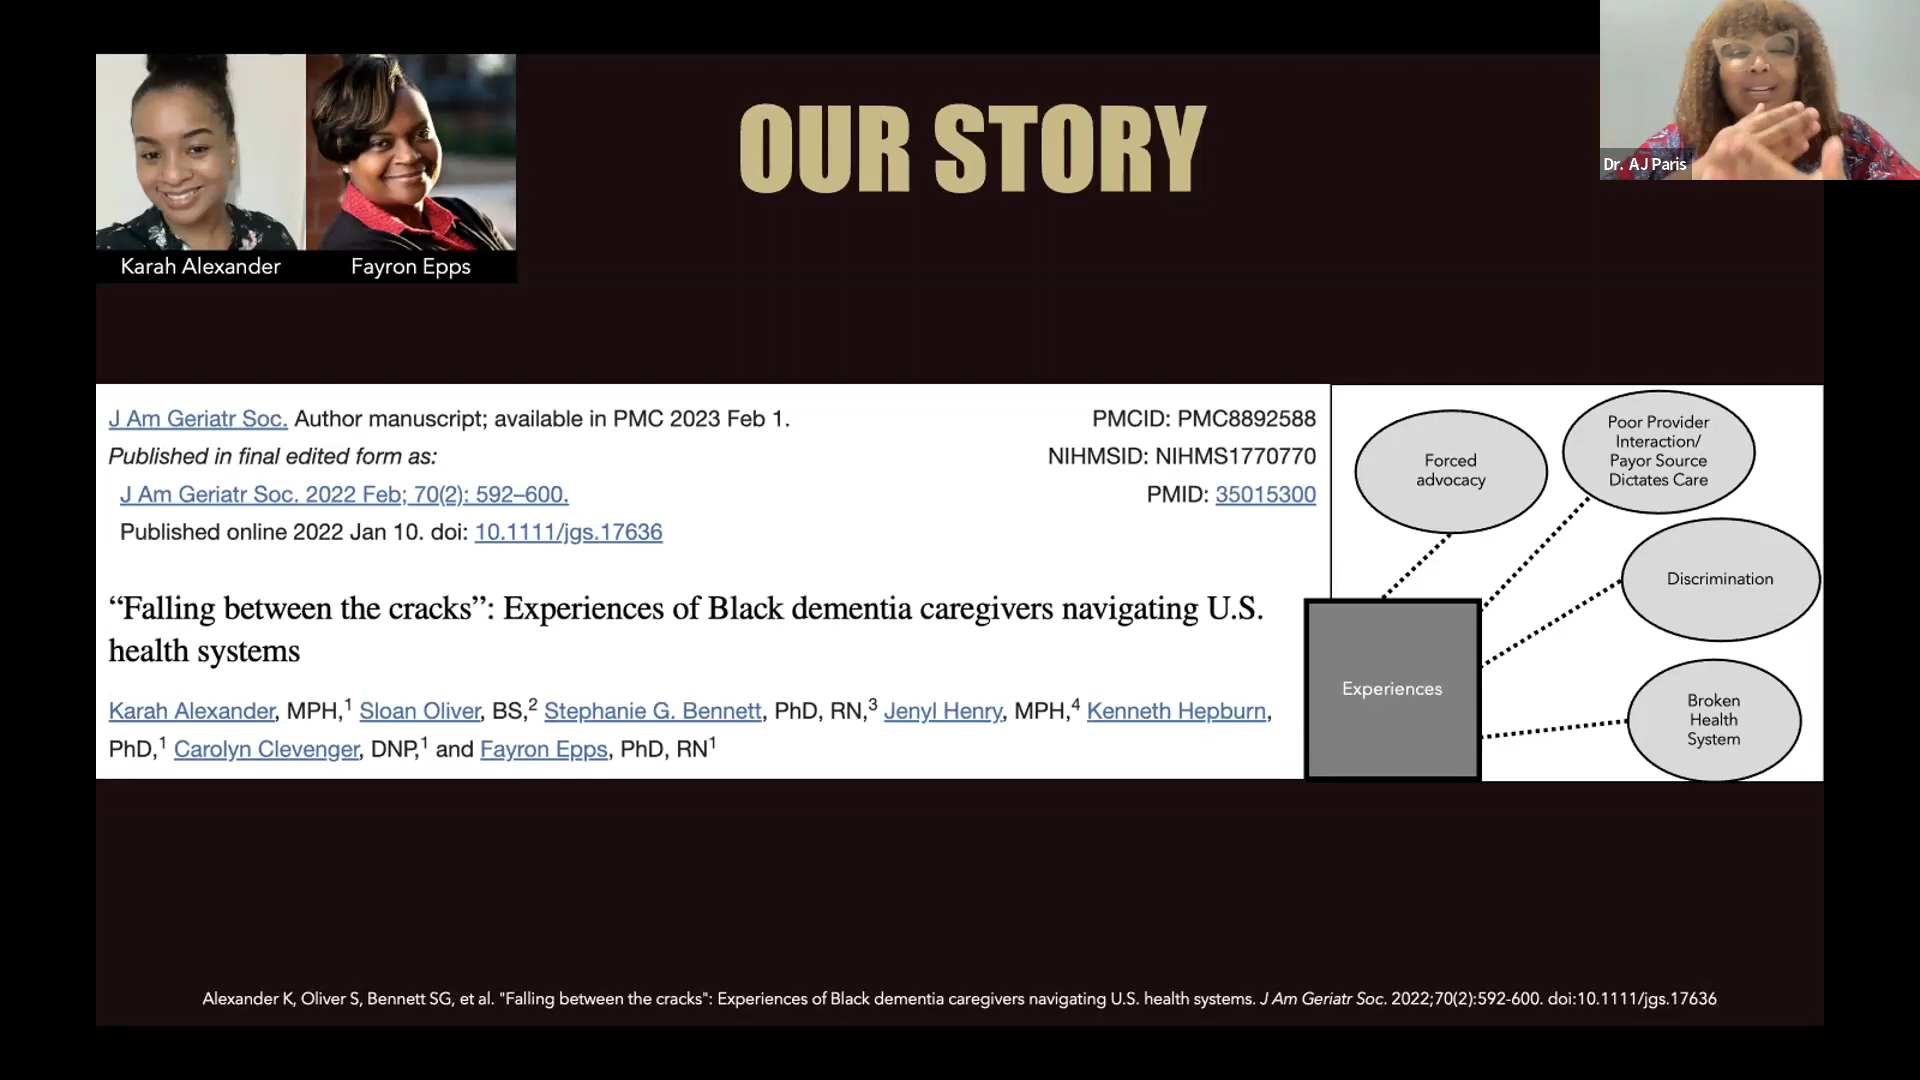 OUR STORY
Dr. AJ Paris
Karah Alexander
Fayron Epps
J Am Geriatr Soc. Author manuscript; available in PMC 2023 Feb 1.
Published in final edited form as:
J Am Geriatr Soc. 2022 Feb; 70(2): 592–600.
Published online 2022 Jan 10. doi: 10.1111/jgs.17636
PMCID: PMC8892588
NIHMSID: NIHMS1770770
PMID: 35015300
“Falling between the cracks”: Experiences of Black dementia caregivers navigating U.S.
health systems
Karah Alexander, MPH,1 Sloan Oliver, BS,2 Stephanie G. Bennett, PhD, RN,3 Jenyl Henry, MPH,4 Kenneth Hepburn,
PhD,1 Carolyn Clevenger, DNP,1 and Fayron Epps, PhD, RN1
Forced
advocacy
Poor Provider
Interaction/
Payor Source
Dictates Care
Discrimination
Experiences
Broken
Health
System
Alexander K, Oliver S, Bennett SG, et al. "Falling between the cracks": Experiences of Black dementia caregivers navigating U.S. health systems. J Am Geriatr Soc. 2022;70(2):592-600. doi:10.1111/jgs.17636